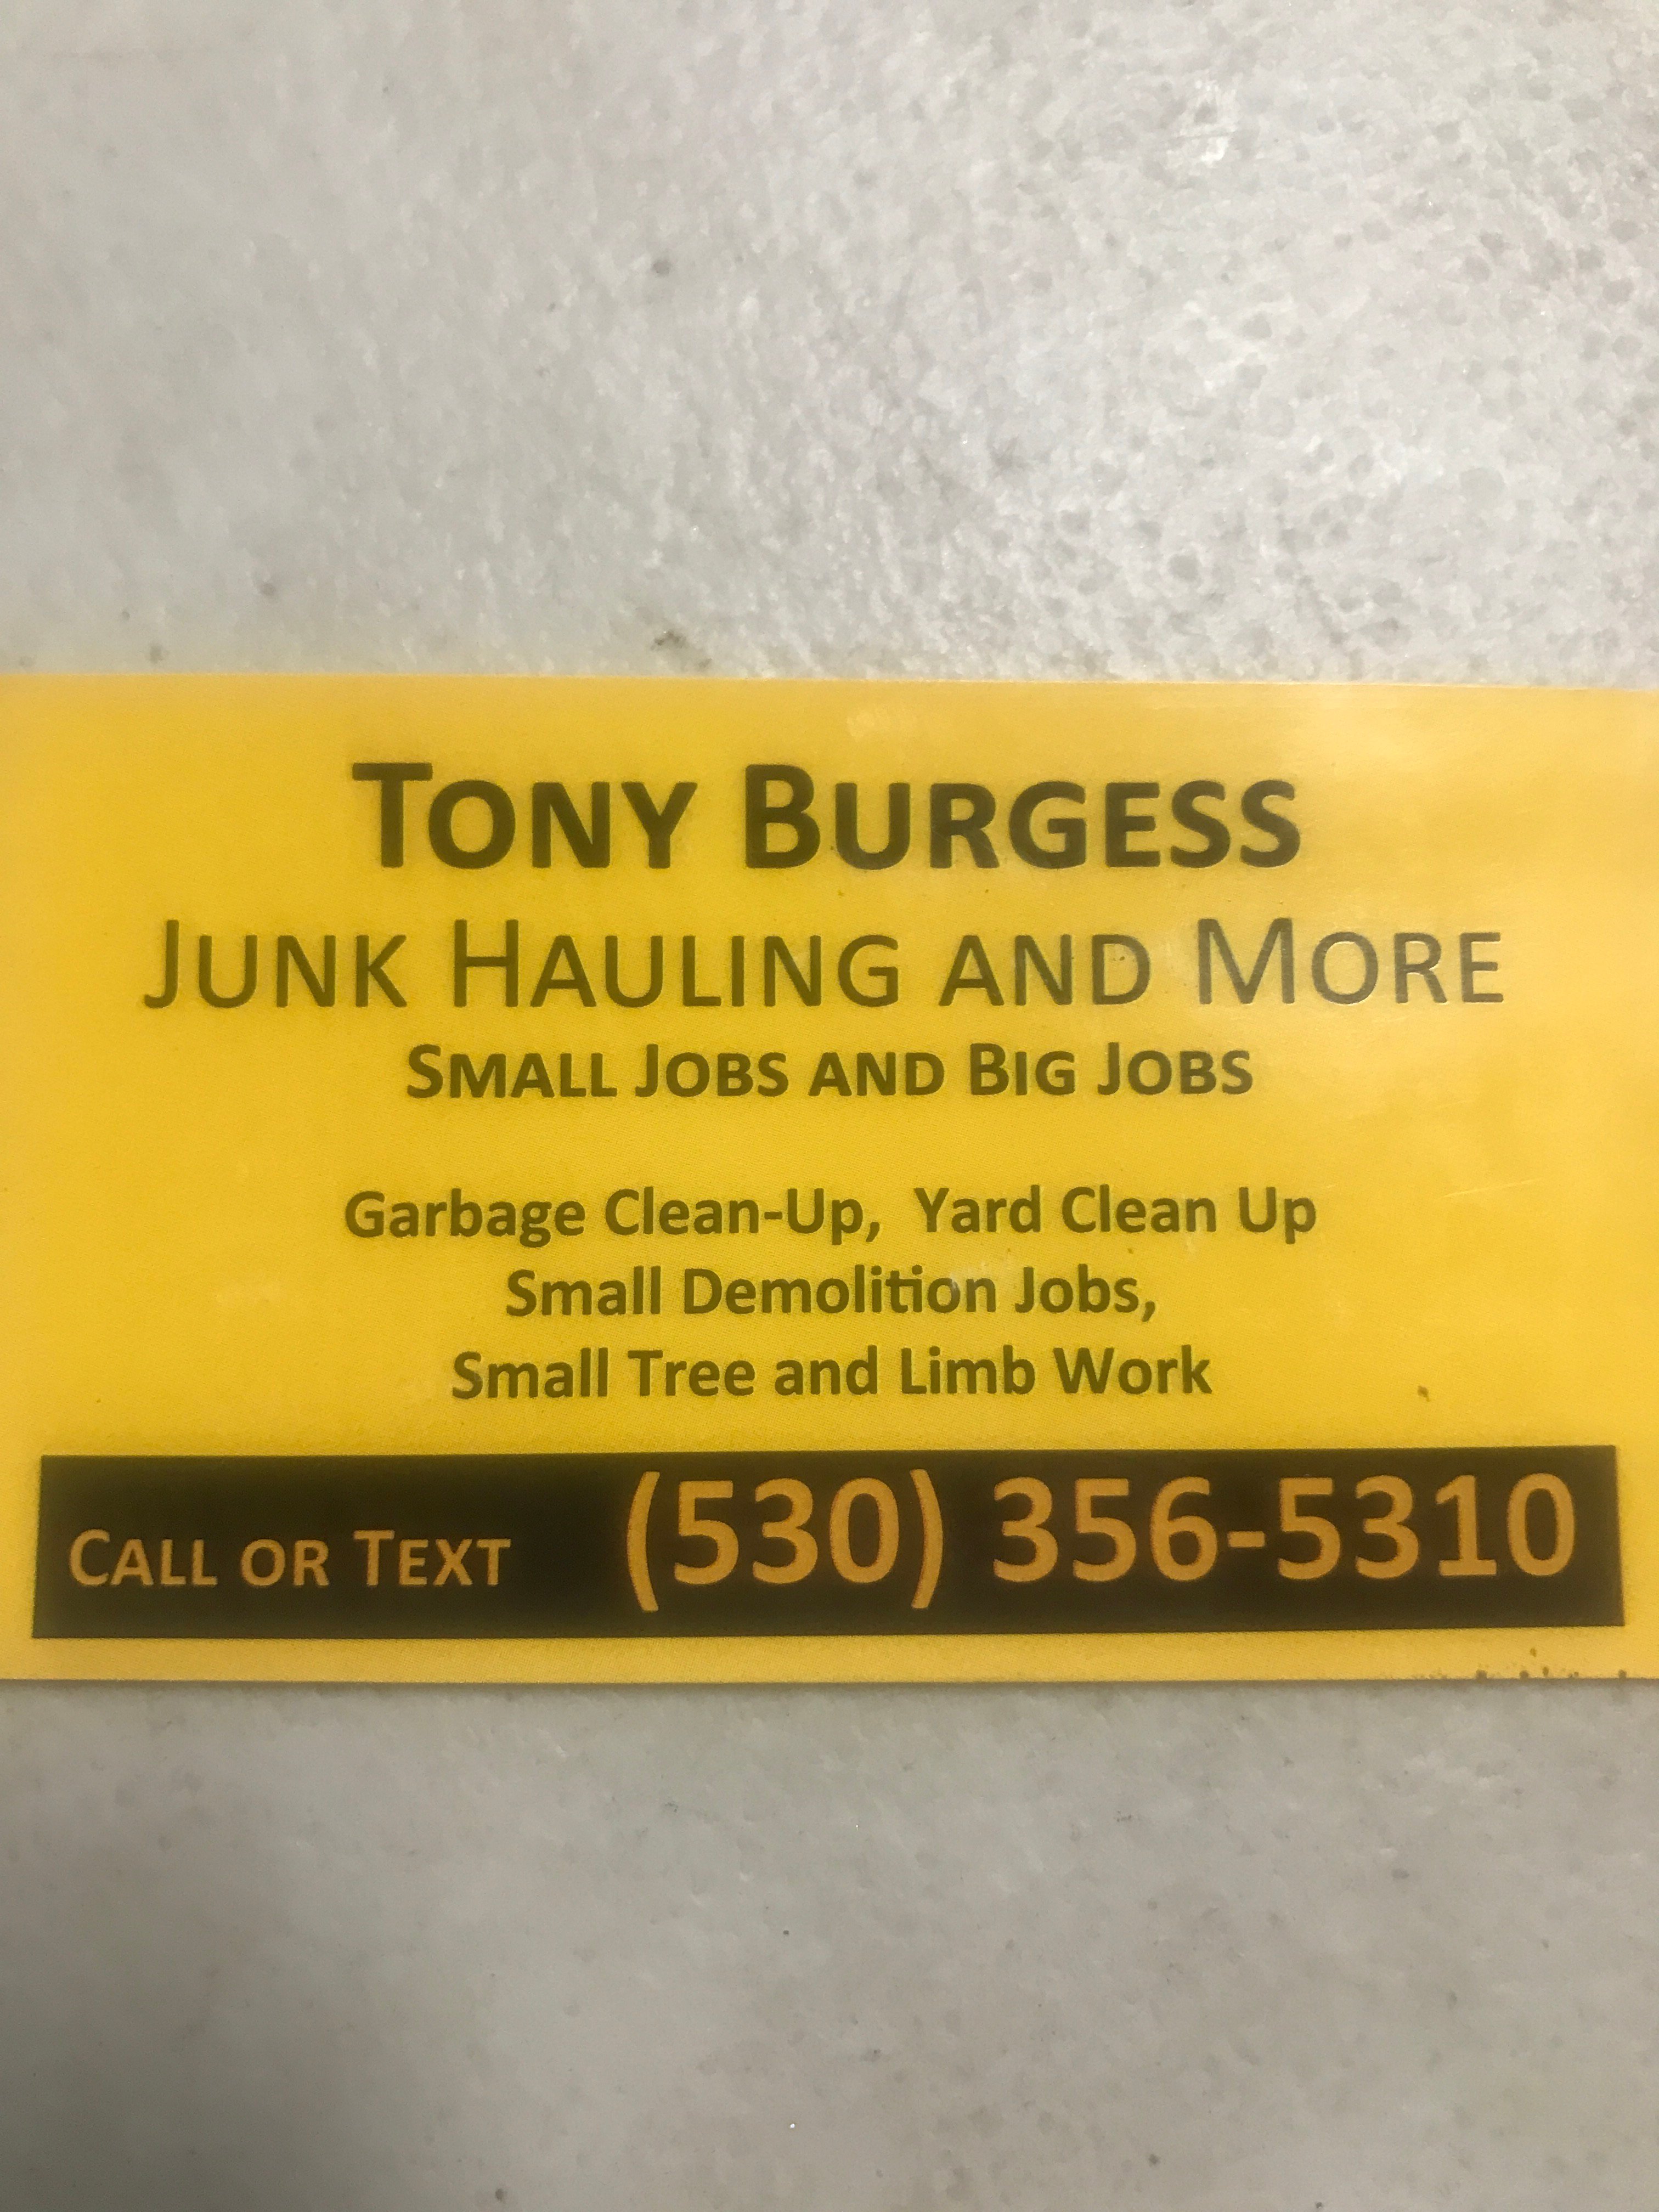 Tony Burgess
Junk Hauling and More
Small Jobs and Big Jobs
Garbage Clean-Up, Yard Clean Up
Small Demolition Jobs,
Small Tree and Limb Work
Call or Text (530) 356-5310